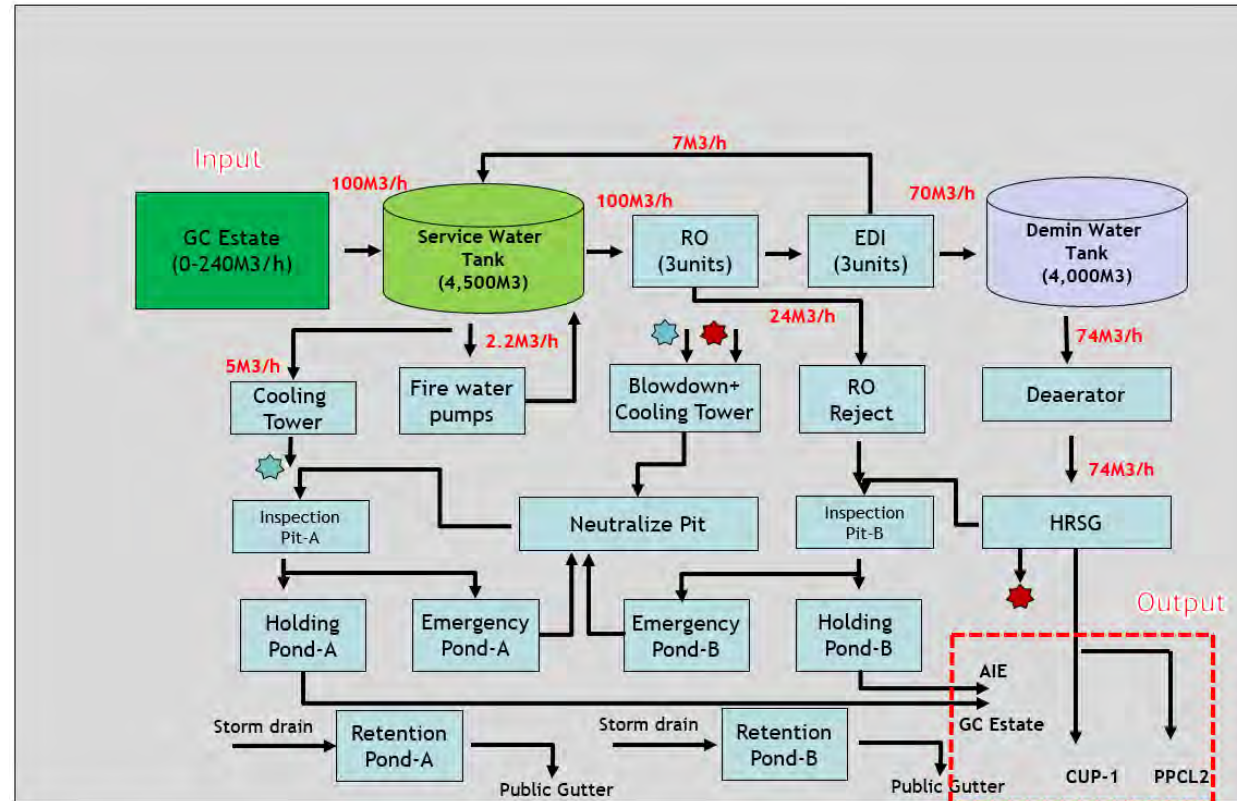 Input
7M3/h
100M3/h
100M3/h
70M3/h
GC Estate
(0-240M3/h)
Service Water
Tank
(4,500M3)
RO
(3units)
EDI
(3units)
Demin Water
Tank
(4,000M3)
24M3/h
74M3/h
2.2M3/h
5M3/h
Cooling
Tower
Fire water
pumps
Blowdown+
Cooling Tower
RO
Reject
Deaerator
74M3/h
Inspection
Pit-A
Neutralize Pit
Inspection
Pit-B
HRSG
Output
Holding
Pond-A
Emergency
Pond-A
Emergency
Pond-B
Holding
Pond-B
AIE
GC Estate
Storm drain
Retention
Pond-A
Public Gutter
Storm drain
Retention
Pond-B
Public Gutter
CUP-1
PPCL2